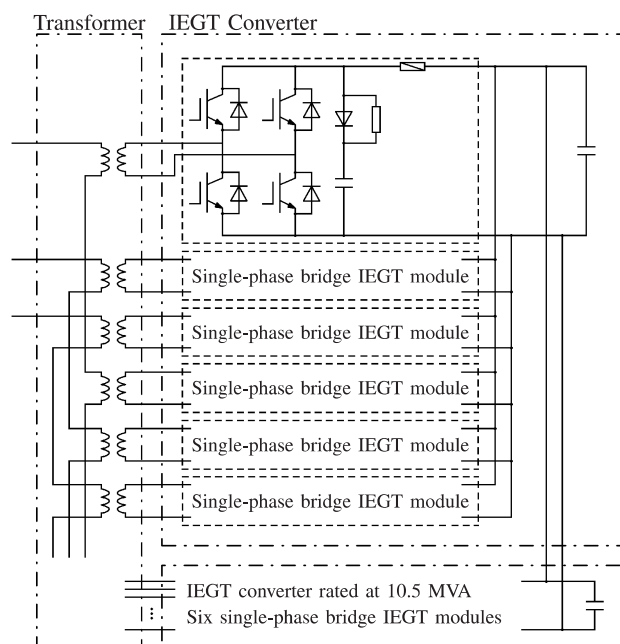 Transformer
IEGT Converter
Single-phase bridge IEGT module
Single-phase bridge IEGT module
Single-phase bridge IEGT module
Single-phase bridge IEGT module
Single-phase bridge IEGT module
IEGT converter rated at 10.5 MVA
Six single-phase bridge IEGT modules